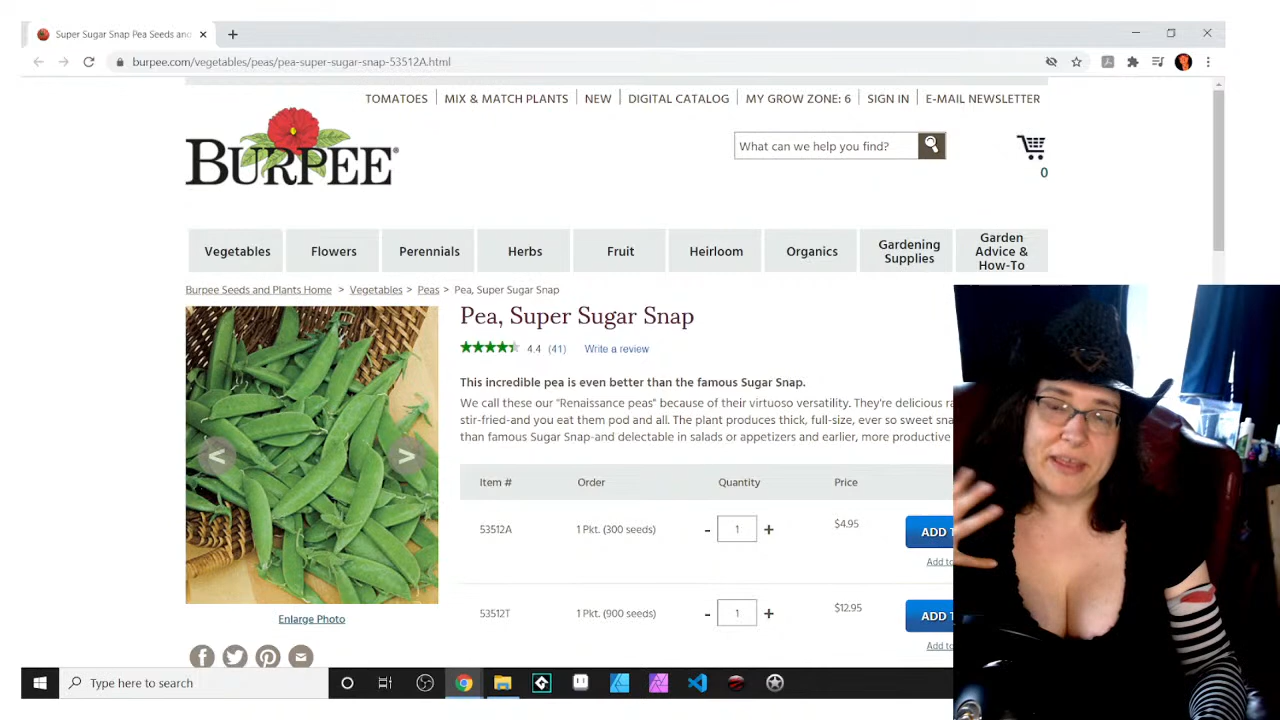 Super Sugar Snap Pea Seeds and
burpee.com/vegetables/peas/pea-super-sugar-snap-53512A.html
TOMATOES MIX & MATCH PLANTS NEW DIGITAL CATALOG MY GROW ZONE: 6 SIGN IN E-MAIL NEWSLETTER
BURPEE®
What can we help you find?
0
Vegetables Flowers Perennials Herbs Fruit Heirloom Organics Gardening Supplies Garden Advice & How-To
Burpee Seeds and Plants Home > Vegetables > Peas > Pea, Super Sugar Snap
Pea, Super Sugar Snap
4.4 (41) Write a review
This incredible pea is even better than the famous Sugar Snap.
We call these our "Renaissance peas" because of their virtuoso versatility. They're delicious
stir-fried-and you eat them pod and all. The plant produces thick, full-size, ever so sweet
than famous Sugar Snap-and delectable in salads or appetizers and earlier, more productive
Item # Order Quantity Price
53512A 1 Pkt. (300 seeds) - 1 + $4.95 ADD
Add to
53512T 1 Pkt. (900 seeds) - 1 + $12.95 ADD
Add to
< >
Enlarge Photo
Type here to search